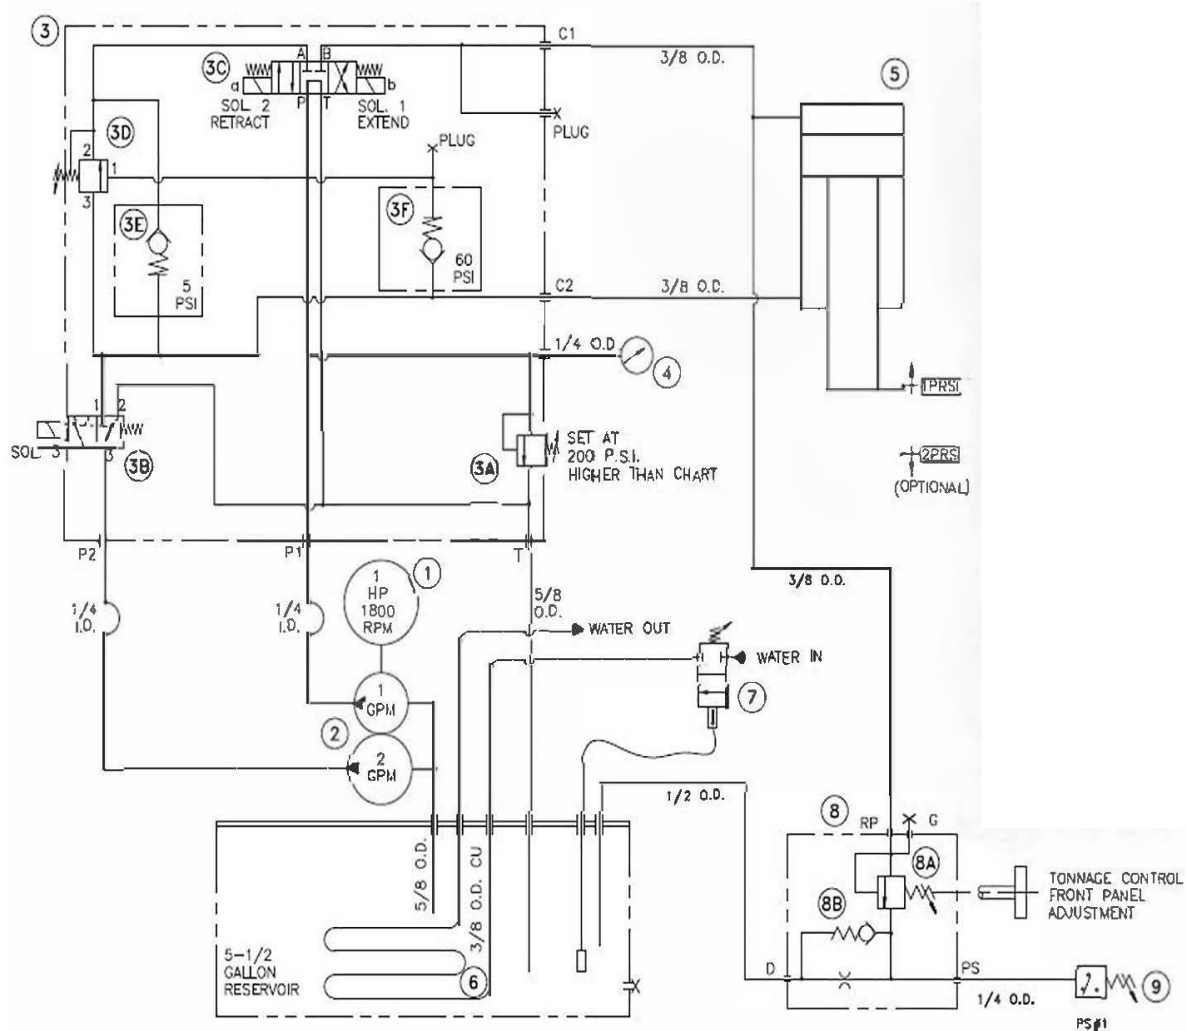 3
C1
3/8 O.D.
5
A B
3C
a
b
P T
SOL. 2
RETRACT
SOL. 1
EXTEND
PLUG
3D
2
1
3
PLUG
3E
5
PSI
3F
60
PSI
C2
3/8 O.D.
1/4 O.D
4
1PRS1
2PRS1
(OPTIONAL)
1 2
SOL. 3
3
3B
3A
SET AT
200 P.S.I.
HIGHER THAN CHART
P2
P1
T
1/4
I.D.
1/4
I.D.
1
HP
1800
RPM
1
5/8
O.D.
3/8 O.D.
WATER OUT
WATER IN
7
1
GPM
2
2
GPM
1/2 O.D.
8
RP
G
8A
8B
TONNAGE CONTROL
FRONT PANEL
ADJUSTMENT
5/8 O.D.
3/8 O.D. CU
5-1/2
GALLON
RESERVOIR
6
D
PS
1/4 O.D.
9
PS#1